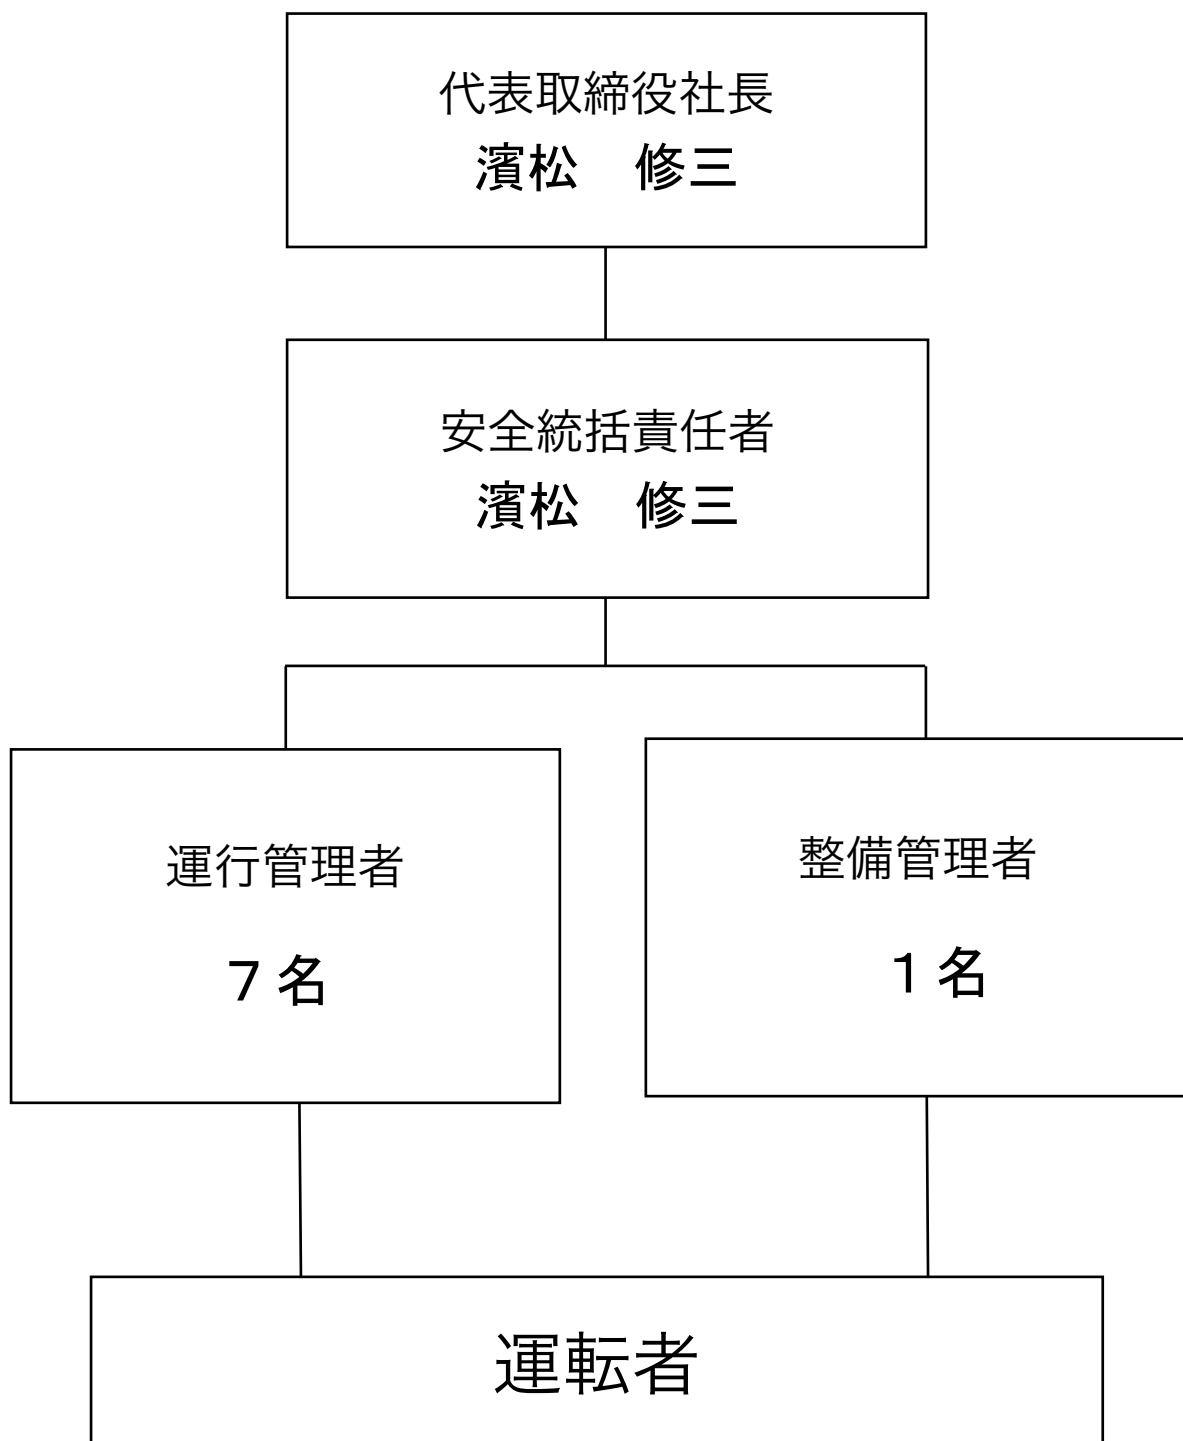 代表取締役社長
濱松　修三
安全統括責任者
濱松　修三
運行管理者
７名
整備管理者
１名
運転者